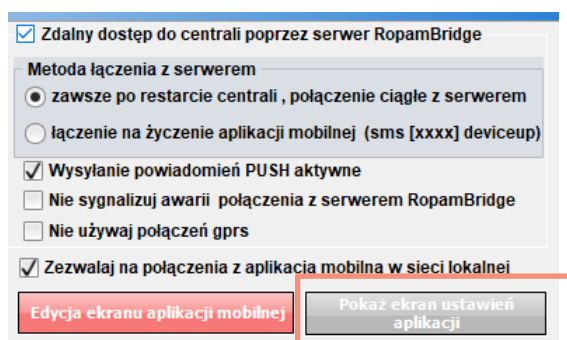 Zdalny dostęp do centrali poprzez serwer RopamBridge
Metoda łączenia z serwerem
zawsze po restarcie centrali , połączenie ciągłe z serwerem
łączenie na życzenie aplikacji mobilnej (sms [xxxx] deviceup)
Wysyłanie powiadomień PUSH aktywne
Nie sygnalizuj awarii połączenia z serwerem RopamBridge
Nie używaj połączeń gprs
Zezwalaj na połączenia z aplikacja mobilna w sieci lokalnej
Edycja ekranu aplikacji mobilnej
Pokaż ekran ustawień
aplikacji